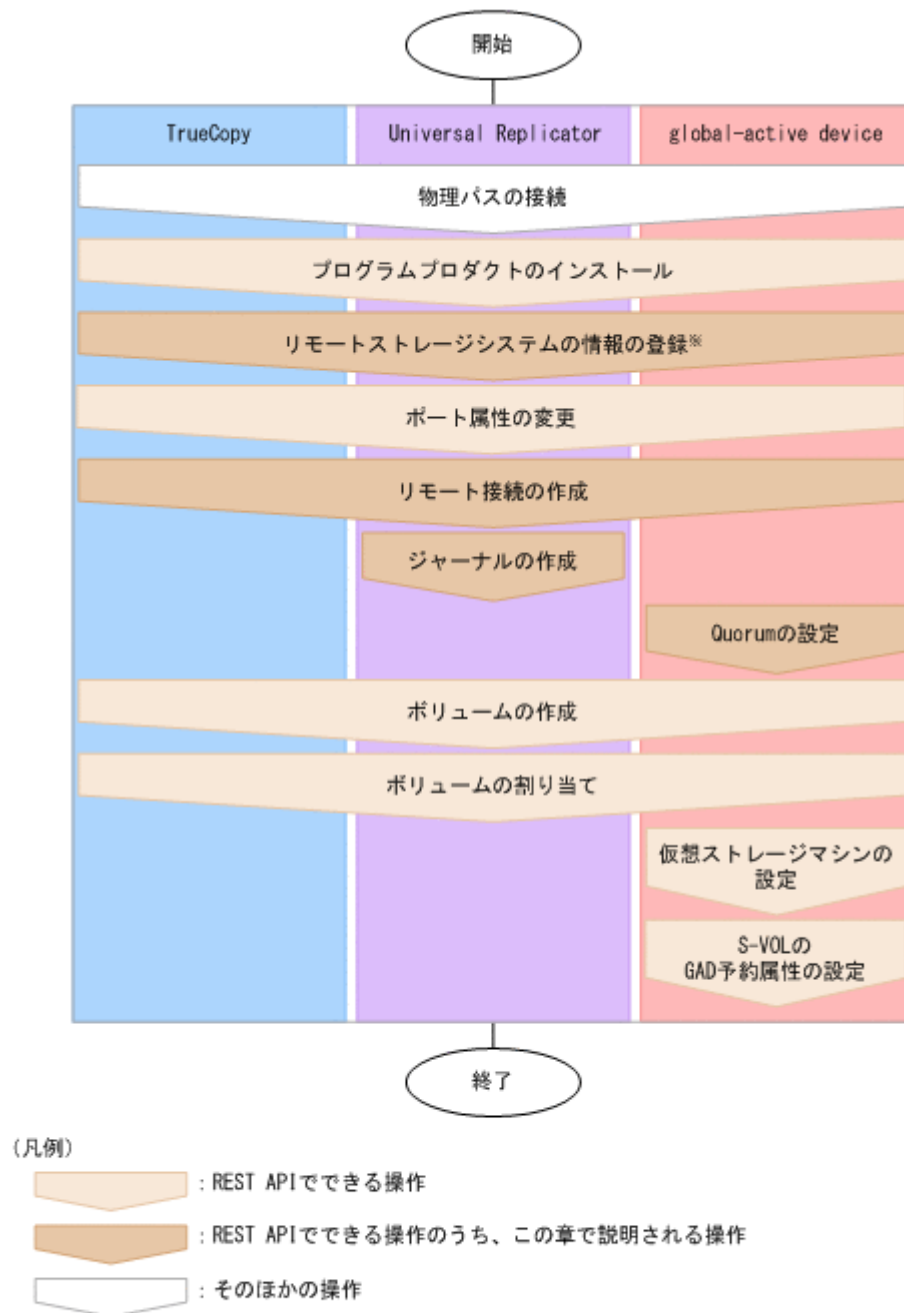 開始
TrueCopy
Universal Replicator
global-active device
物理パスの接続
プログラムプロダクトのインストール
リモートストレージシステムの情報の登録※
ポート属性の変更
リモート接続の作成
ジャーナルの作成
Quorumの設定
ボリュームの作成
ボリュームの割り当て
仮想ストレージマシンの
設定
S-VOLの
GAD予約属性の設定
終了
(凡例)
：REST APIでできる操作
：REST APIでできる操作のうち、この章で説明される操作
：そのほかの操作